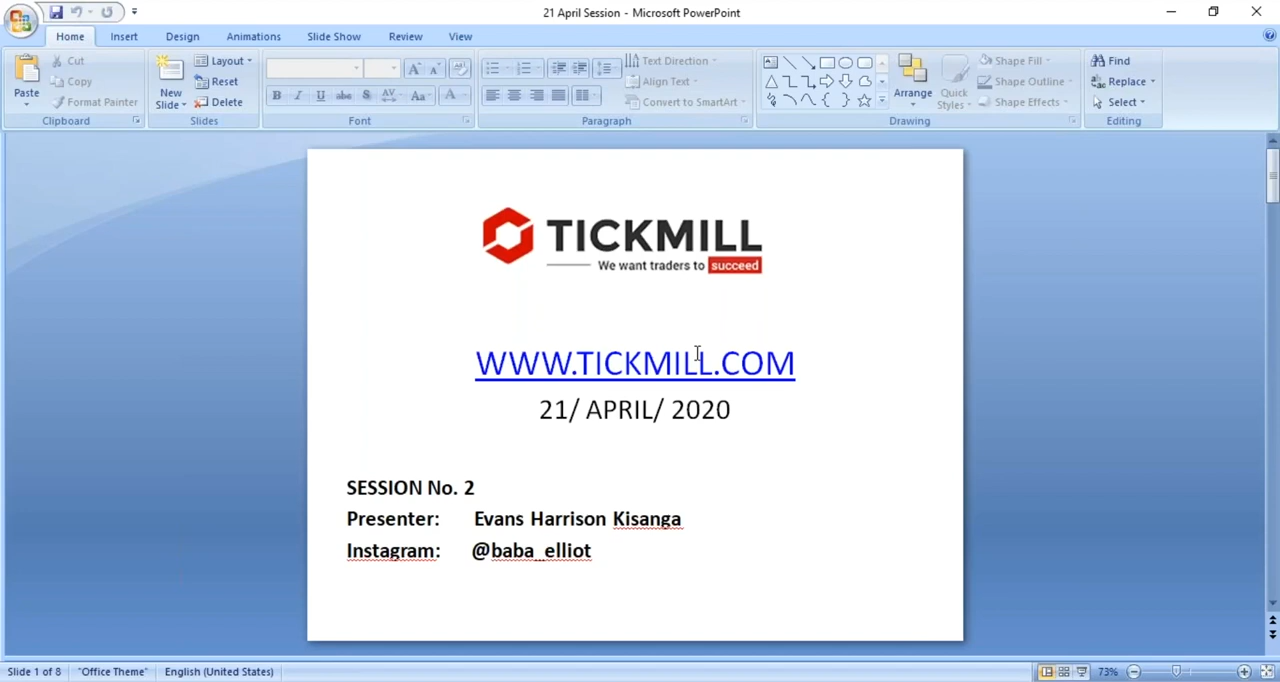 21 April Session - Microsoft PowerPoint
Home Insert Design Animations Slide Show Review View
Paste
Cut
Copy
Format Painter
Clipboard
New Slide
Layout
Reset
Delete
Slides
B I U abc S AV Aa A
Font
Text Direction
Align Text
Convert to SmartArt
Paragraph
Arrange
Quick Styles
Shape Fill
Shape Outline
Shape Effects
Drawing
Find
Replace
Select
Editing
TICKMILL
We want traders to succeed
WWW.TICKMILL.COM
21/ APRIL/ 2020
SESSION No. 2
Presenter: Evans Harrison Kisanga
Instagram: @baba_elliot
Slide 1 of 8 "Office Theme" English (United States) 73%